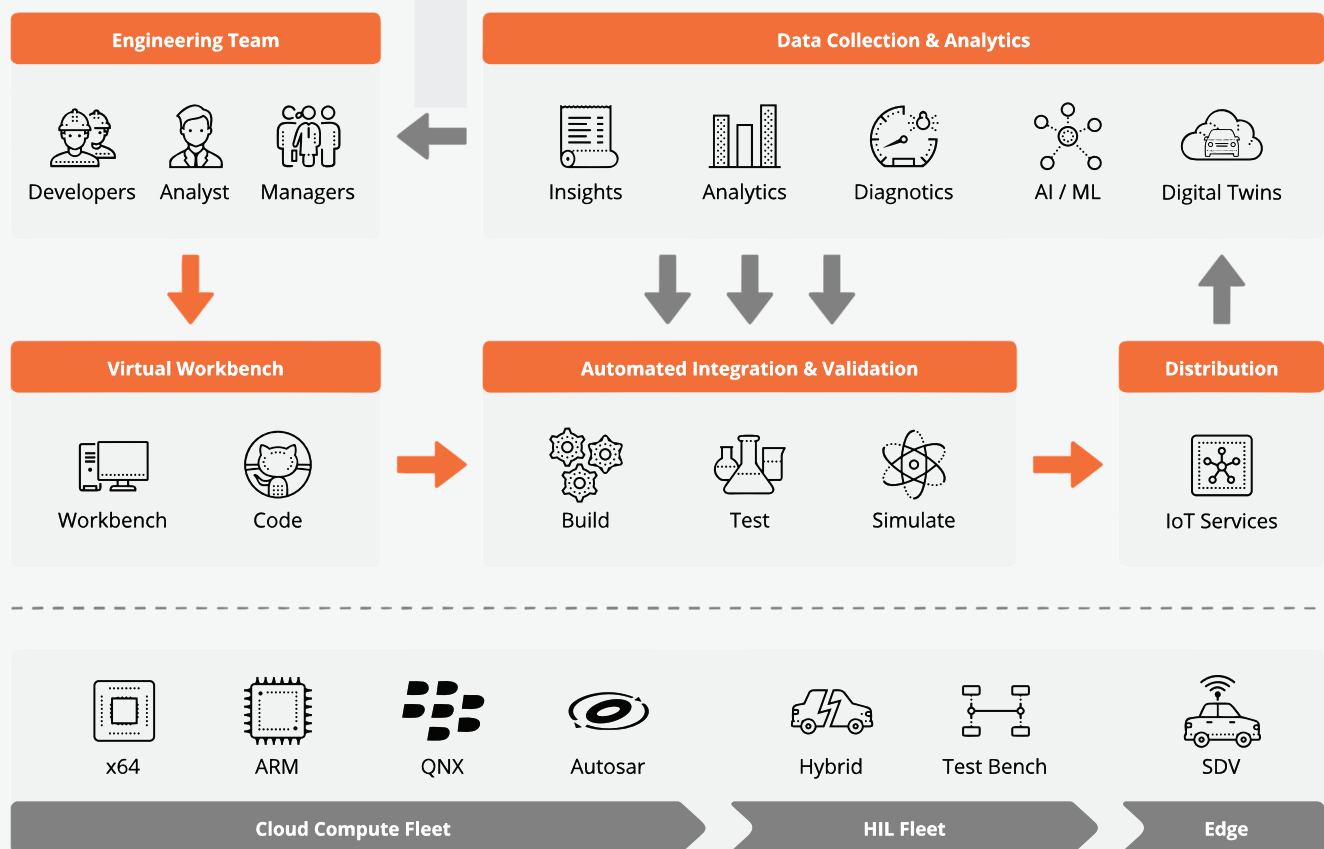 Engineering Team
Developers
Analyst
Managers
Data Collection & Analytics
Insights
Analytics
Diagnotics
AI / ML
Digital Twins
Virtual Workbench
Workbench
Code
Automated Integration & Validation
Build
Test
Simulate
Distribution
IoT Services
x64
ARM
QNX
Autosar
Hybrid
Test Bench
SDV
Cloud Compute Fleet
HIL Fleet
Edge